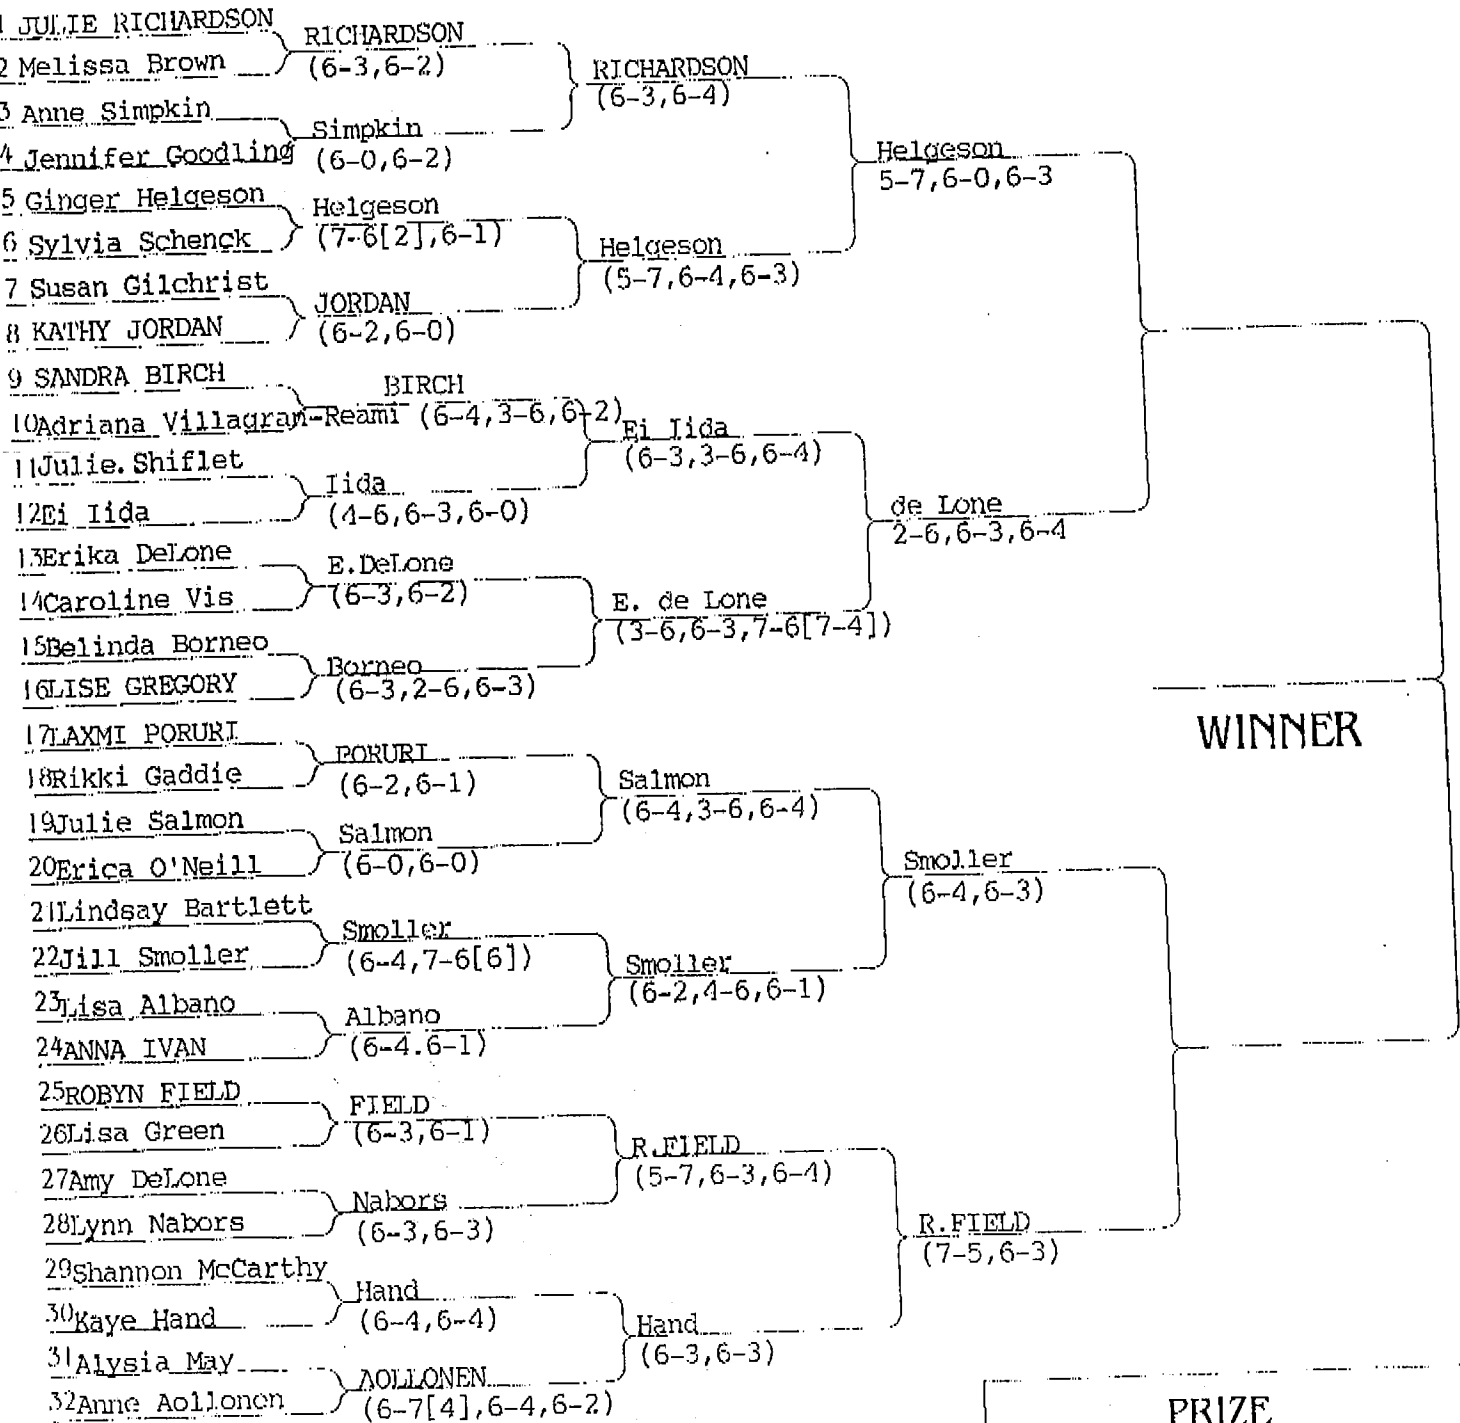 1 JULIE RICHARDSON
2 Melissa Brown
3 Anne Simpkin
4 Jennifer Goodling
5 Ginger Helgeson
6 Sylvia Schenck
7 Susan Gilchrist
8 KATHY JORDAN
9 SANDRA BIRCH
10 Adriana Villagran-Reami
11 Julie.Shiflet
12 Ei Iida
13 Erika DeLone
14 Caroline Vis
15 Belinda Borneo
16 LISE GREGORY
17 LAXMI PORURI
18 Rikki Gaddie
19 Julie Salmon
20 Erica O'Neill
21 Lindsay Bartlett
22 Jill Smoller
23 Lisa Albano
24 ANNA IVAN
25 ROBYN FIELD
26 Lisa Green
27 Amy DeLone
28 Lynn Nabors
29 Shannon McCarthy
30 Kaye Hand
31 Alysia May
32 Anne Aollonen
RICHARDSON
(6-3,6-2)
Simpkin
(6-0,6-2)
Helgeson
(7-6[2],6-1)
JORDAN
(6-2,6-0)
BIRCH
(6-4,3-6,6-2)
Iida
(4-6,6-3,6-0)
E.DeLone
(6-3,6-2)
Borneo
(6-3,2-6,6-3)
PORURI
(6-2,6-1)
Salmon
(6-0,6-0)
Smoller
(6-4,7-6[6])
Albano
(6-4.6-1)
FIELD
(6-3,6-1)
Nabors
(6-3,6-3)
Hand
(6-4,6-4)
AOLLONEN
(6-7[4],6-4,6-2)
RICHARDSON
(6-3,6-4)
Helgeson
(5-7,6-4,6-3)
Ei Iida
(6-3,3-6,6-4)
E. de Lone
(3-6,6-3,7-6[7-4])
Salmon
(6-4,3-6,6-4)
Smoller
(6-2,4-6,6-1)
R.FIELD
(5-7,6-3,6-4)
Hand
(6-3,6-3)
Helgeson
5-7,6-0,6-3
de Lone
2-6,6-3,6-4
Smoller
(6-4,6-3)
R.FIELD
(7-5,6-3)
WINNER
PRIZE